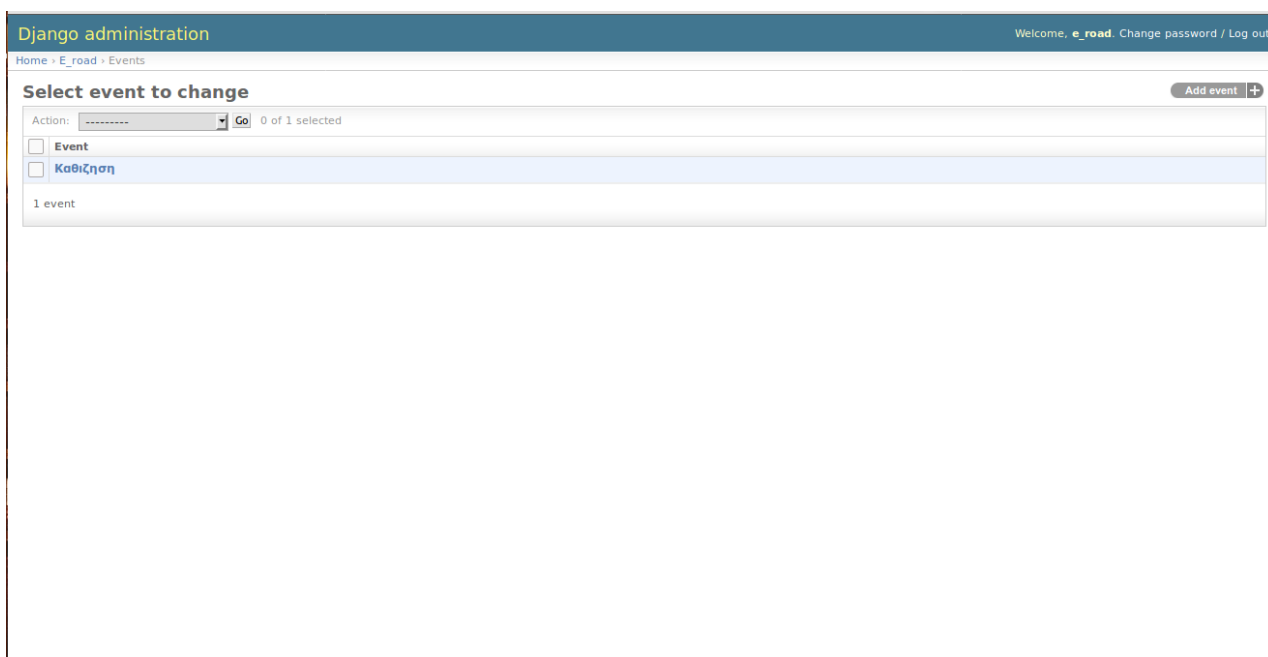 Django administration
Welcome, e_road. Change password / Log out
Home › E_road › Events
Select event to change
Add event +
Action: --------- Go 0 of 1 selected
Event
Καθιζηση
1 event